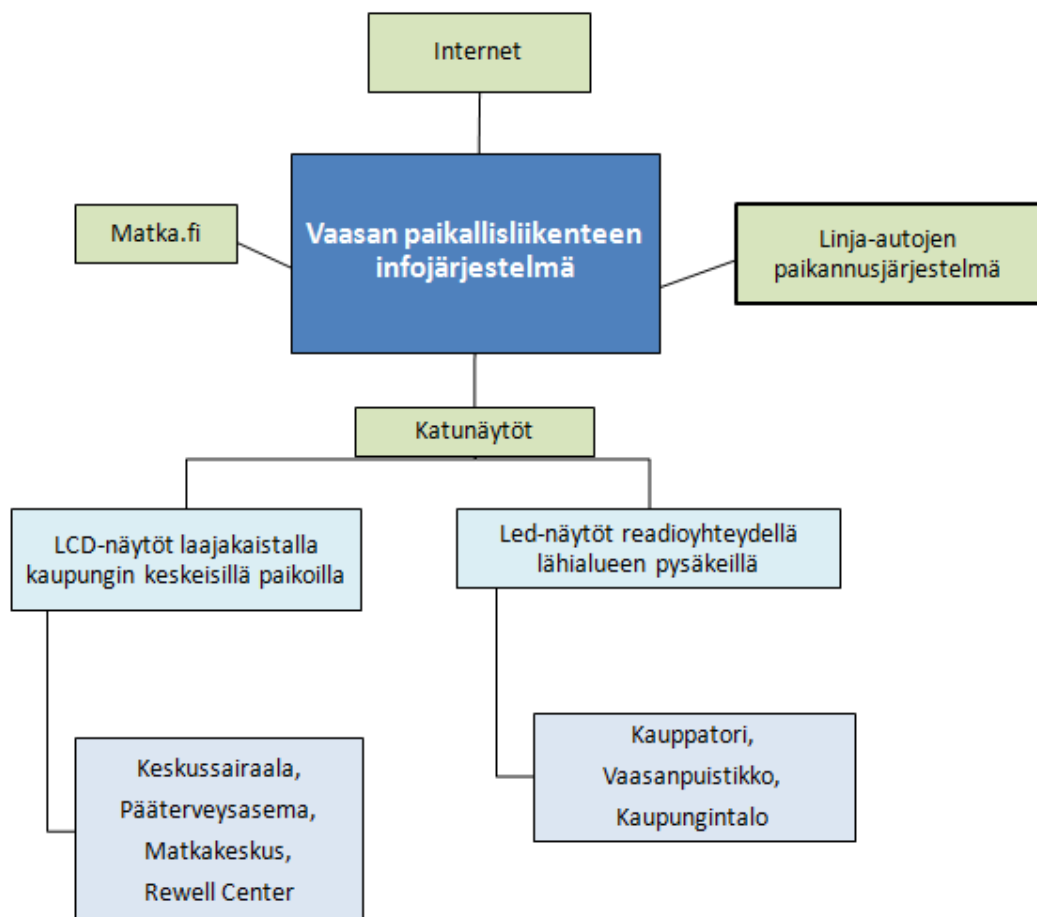 Internet
Matka.fi
Vaasan paikallisliikenteen
infojärjestelmä
Linja-autojen
paikannusjärjestelmä
Katunäytöt
LCD-näytöt laajakaistalla
kaupungin keskeisillä paikoilla
Led-näytöt readioyhteydellä
lähialueen pysäkeillä
Keskussairaala,
Pääterveysasema,
Matkakeskus,
Rewell Center
Kauppatori,
Vaasanpuistikko,
Kaupungintalo